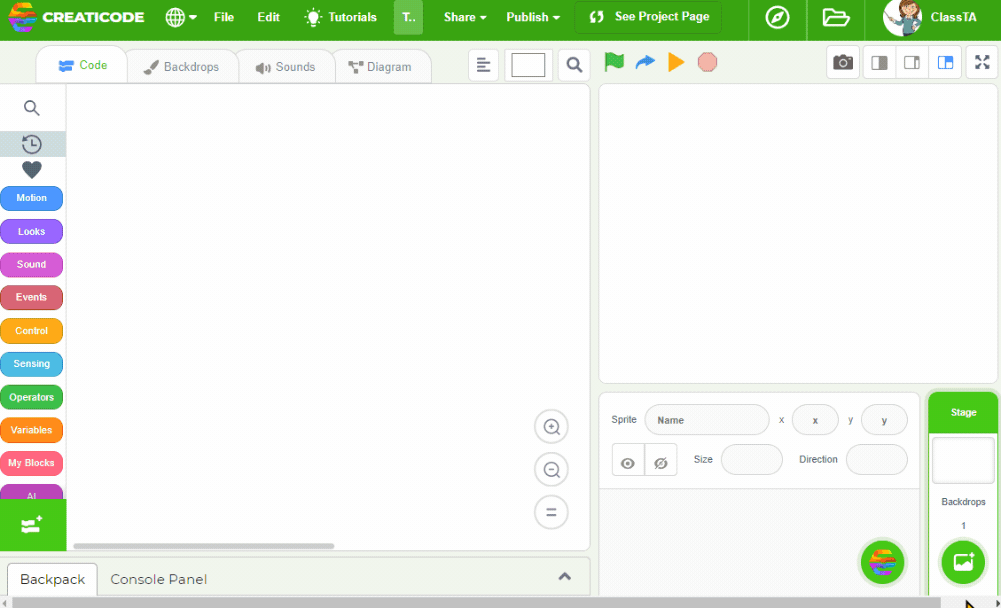 CREATICODE File Edit Tutorials T.. Share Publish See Project Page ClassTA
Code Backdrops Sounds Diagram
Motion
Looks
Sound
Events
Control
Sensing
Operators
Variables
My Blocks
AI
Sprite Name x x y y
Size Direction
Stage
Backdrops
1
Backpack Console Panel